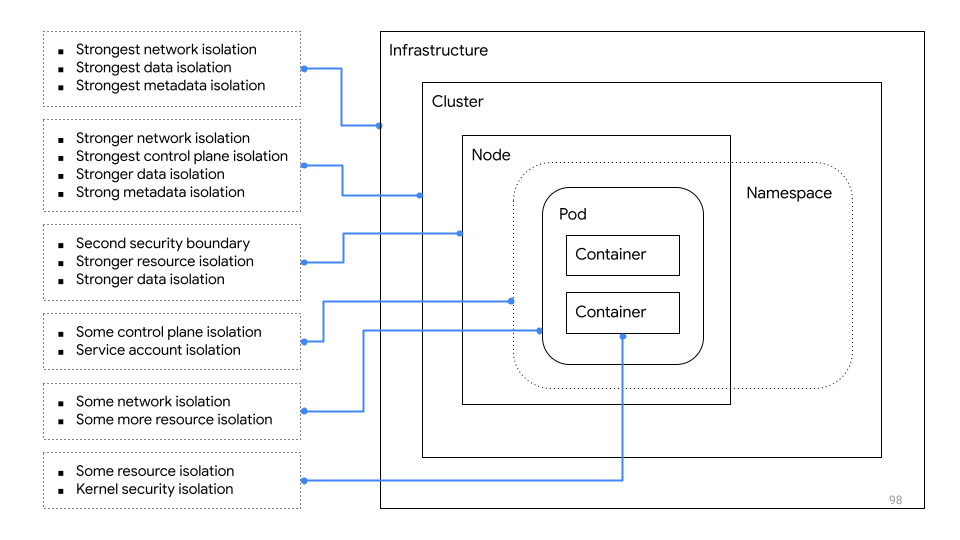 ▪ Strongest network isolation
▪ Strongest data isolation
▪ Strongest metadata isolation
▪ Stronger network isolation
▪ Strongest control plane isolation
▪ Stronger data isolation
▪ Strong metadata isolation
▪ Second security boundary
▪ Stronger resource isolation
▪ Stronger data isolation
▪ Some control plane isolation
▪ Service account isolation
▪ Some network isolation
▪ Some more resource isolation
▪ Some resource isolation
▪ Kernel security isolation
Infrastructure
Cluster
Node
Namespace
Pod
Container
Container
98